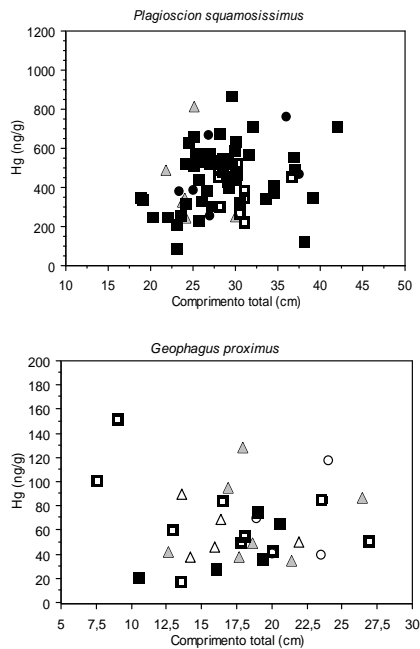 Plagioscion squamosissimus
1200
1000
800
600
400
200
0
Hg (ng/g)
10 15 20 25 30 35 40 45 50
Comprimento total (cm)
Geophagus proximus
200
180
160
140
120
100
80
60
40
20
0
Hg (ng/g)
5 7,5 10 12,5 15 17,5 20 22,5 25 27,5 30
Comprimento total (cm)